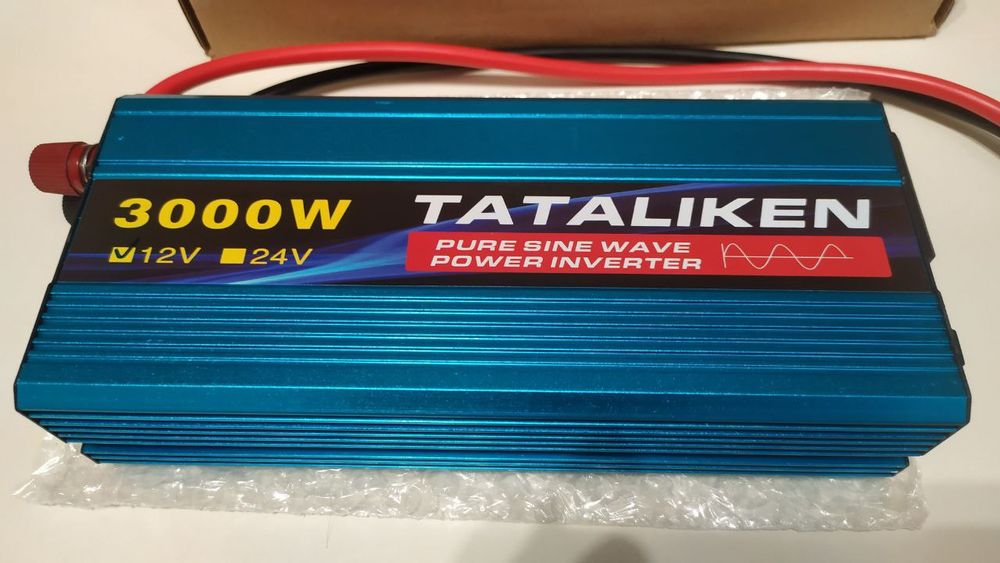 3000W
12V 24V
TATALIKEN
PURE SINE WAVE
POWER INVERTER